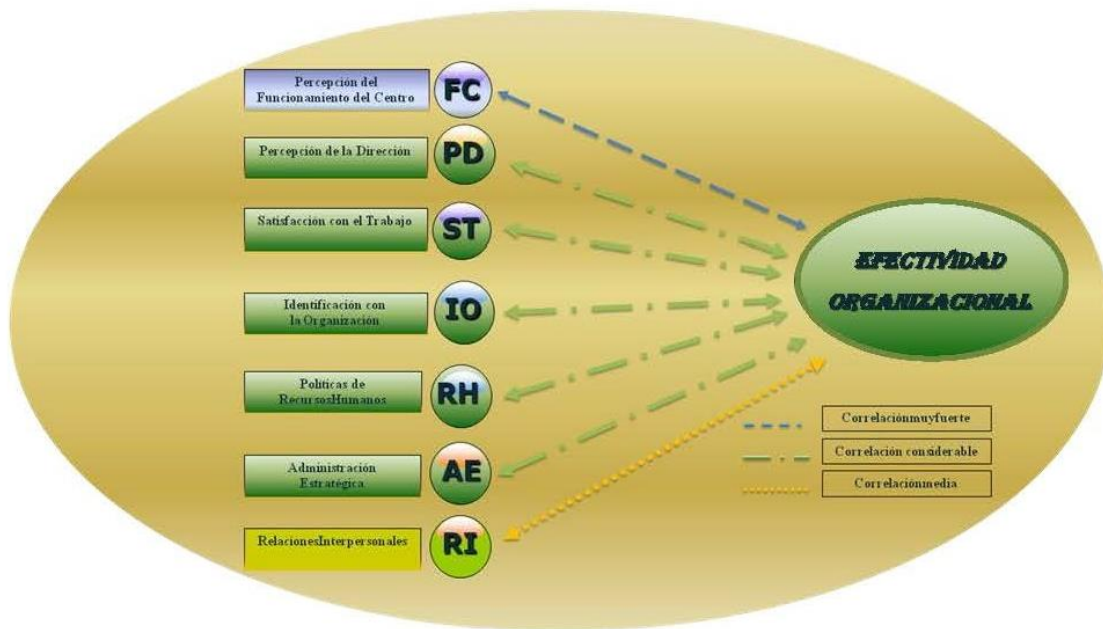 Percepción del
Funcionamiento del Centro
FC
Percepción de la Dirección
PD
Satisfacción con el Trabajo
ST
Identificación con
la Organización
IO
Políticas de
RecursosHumanos
RH
Administración
Estratégica
AE
RelacionesInterpersonales
RI
EFECTIVIDAD
ORGANIZACIONAL
Correlaciónmuyfuerte
Correlación considerable
Correlaciónmedia